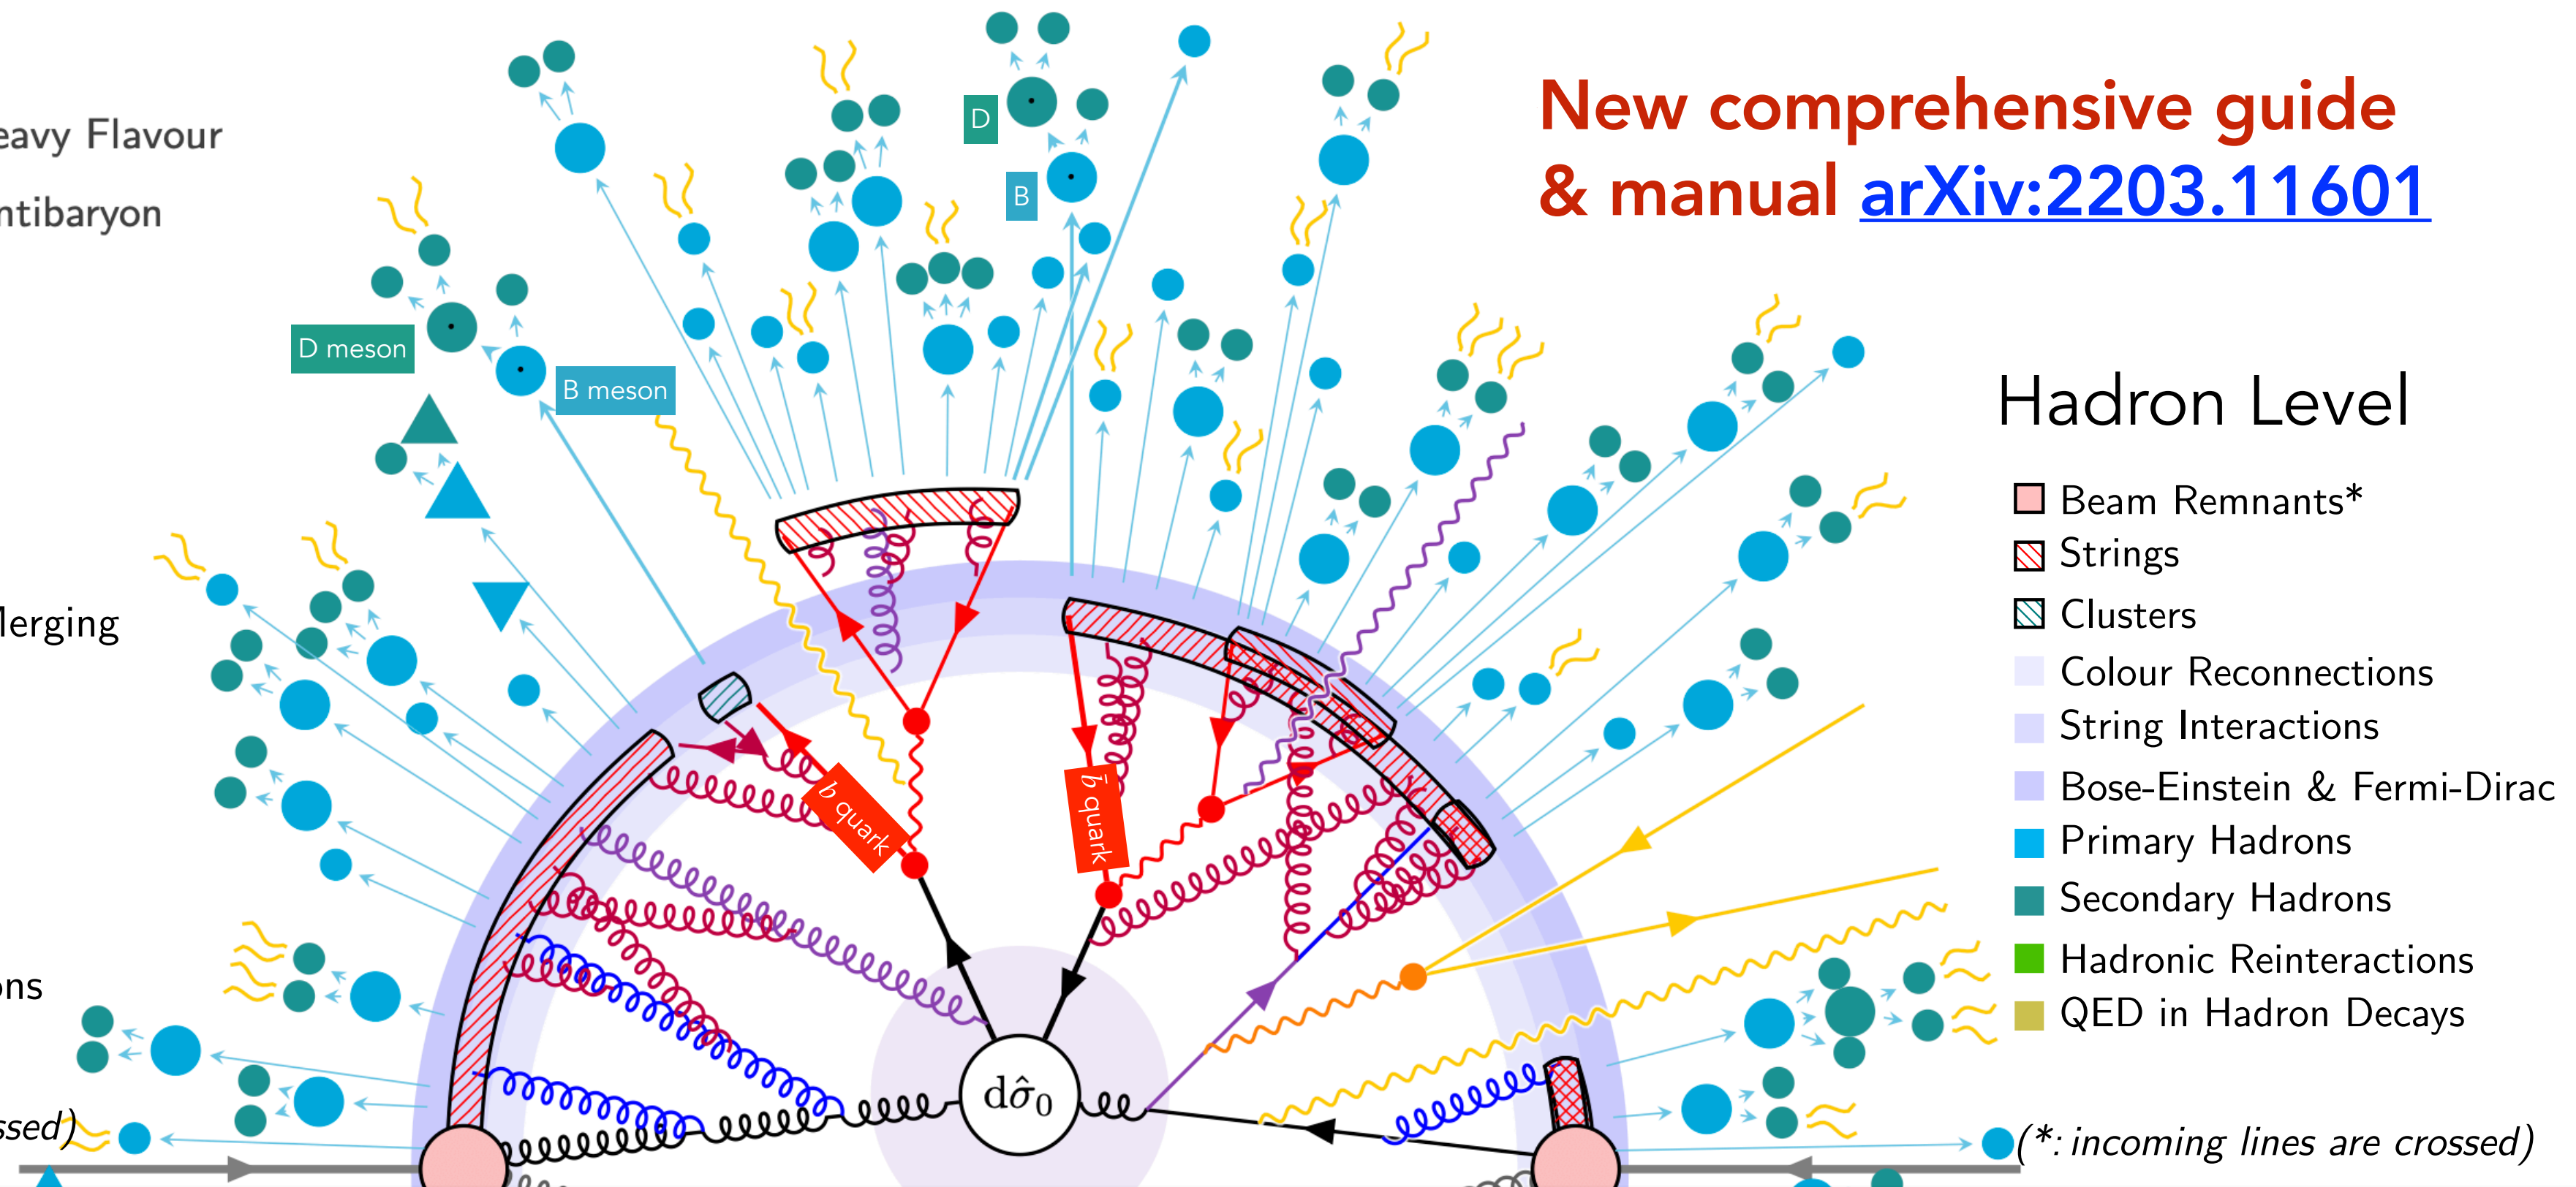 eavy Flavour
ntibaryon
D
B
D meson
B meson
New comprehensive guide
& manual arXiv:2203.11601
Hadron Level
Beam Remnants*
Strings
Clusters
Colour Reconnections
String Interactions
Bose-Einstein & Fermi-Dirac
Primary Hadrons
Secondary Hadrons
Hadronic Reinteractions
QED in Hadron Decays
(*: incoming lines are crossed)
Merging
b quark
b̄ quark
ons
dσ̂₀
ssed)